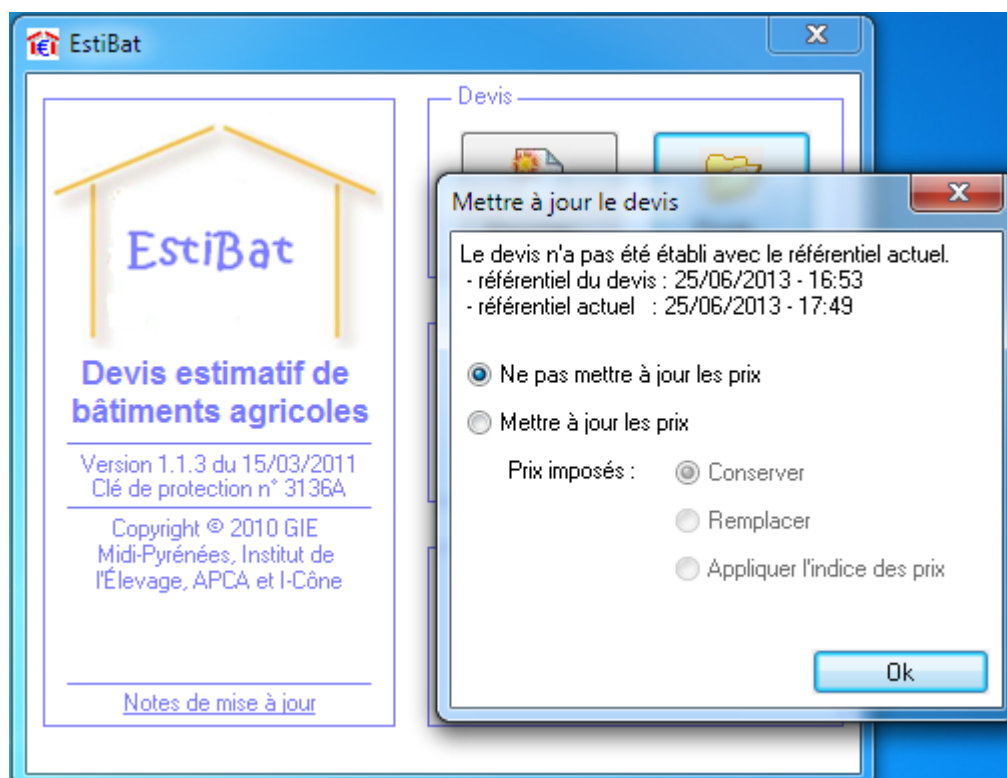 EstiBat
Devis
EstiBat
Devis estimatif de
bâtiments agricoles
Version 1.1.3 du 15/03/2011
Clé de protection n° 3136A
Copyright © 2010 GIE
Midi-Pyrénées, Institut de
l'Élevage, APCA et I-Cône
Notes de mise à jour
Mettre à jour le devis
Le devis n'a pas été établi avec le référentiel actuel.
- référentiel du devis : 25/06/2013 - 16:53
- référentiel actuel : 25/06/2013 - 17:49
Ne pas mettre à jour les prix
Mettre à jour les prix
Prix imposés :
Conserver
Remplacer
Appliquer l'indice des prix
Ok